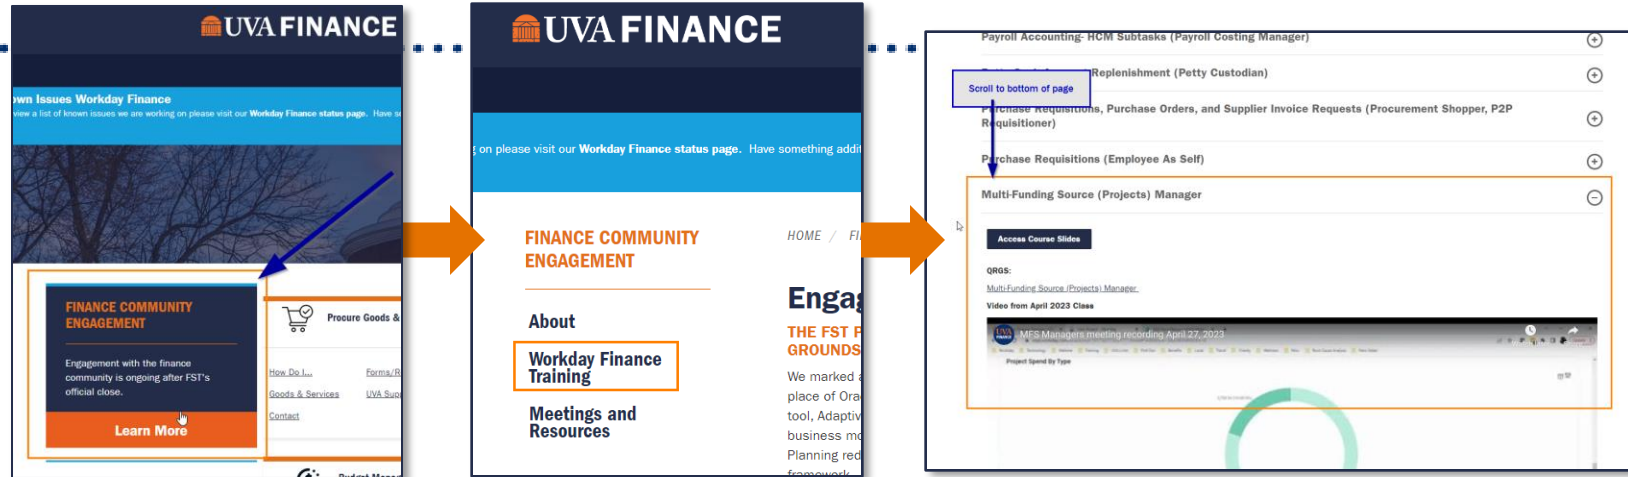 UVA FINANCE
own Issues Workday Finance
view a list of known issues we are working on please visit our Workday Finance status page. Have so
FINANCE COMMUNITY
ENGAGEMENT
Engagement with the finance
community is ongoing after FST's
official close.
Learn More
Procure Goods &
How Do I...
Forms/R
Goods & Services
UVA Supp
Contact
UVA FINANCE
on please visit our Workday Finance status page. Have something addit
FINANCE COMMUNITY
ENGAGEMENT
About
Workday Finance
Training
Meetings and
Resources
HOME / FI
Engag
THE FST P
GROUNDS
We marked a
place of Ora
tool, Adaptiv
business mo
Planning red
framework
Payroll Accounting- HCM Subtasks (Payroll Costing Manager)
Replenishment (Petty Custodian)
Scroll to bottom of page
Purchase Requisitions, Purchase Orders, and Supplier Invoice Requests (Procurement Shopper, P2P
Requisitioner)
Purchase Requisitions (Employee As Self)
Multi-Funding Source (Projects) Manager
Access Course Slides
QRGS:
Multi-Funding Source (Projects) Manager
Video from April 2023 Class
UVA
FINANCE
MFS Managers meeting recording April 27, 2023
Project Spend By Type